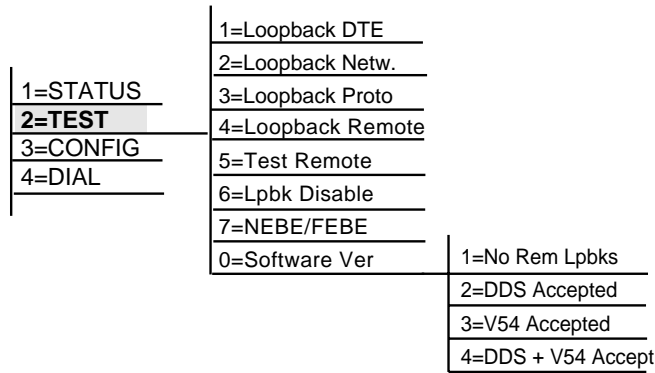 1=STATUS
2=TEST
3=CONFIG
4=DIAL
1=Loopback DTE
2=Loopback Netw.
3=Loopback Proto
4=Loopback Remote
5=Test Remote
6=Lpbk Disable
7=NEBE/FEBE
0=Software Ver
1=No Rem Lpbks
2=DDS Accepted
3=V54 Accepted
4=DDS + V54 Accept